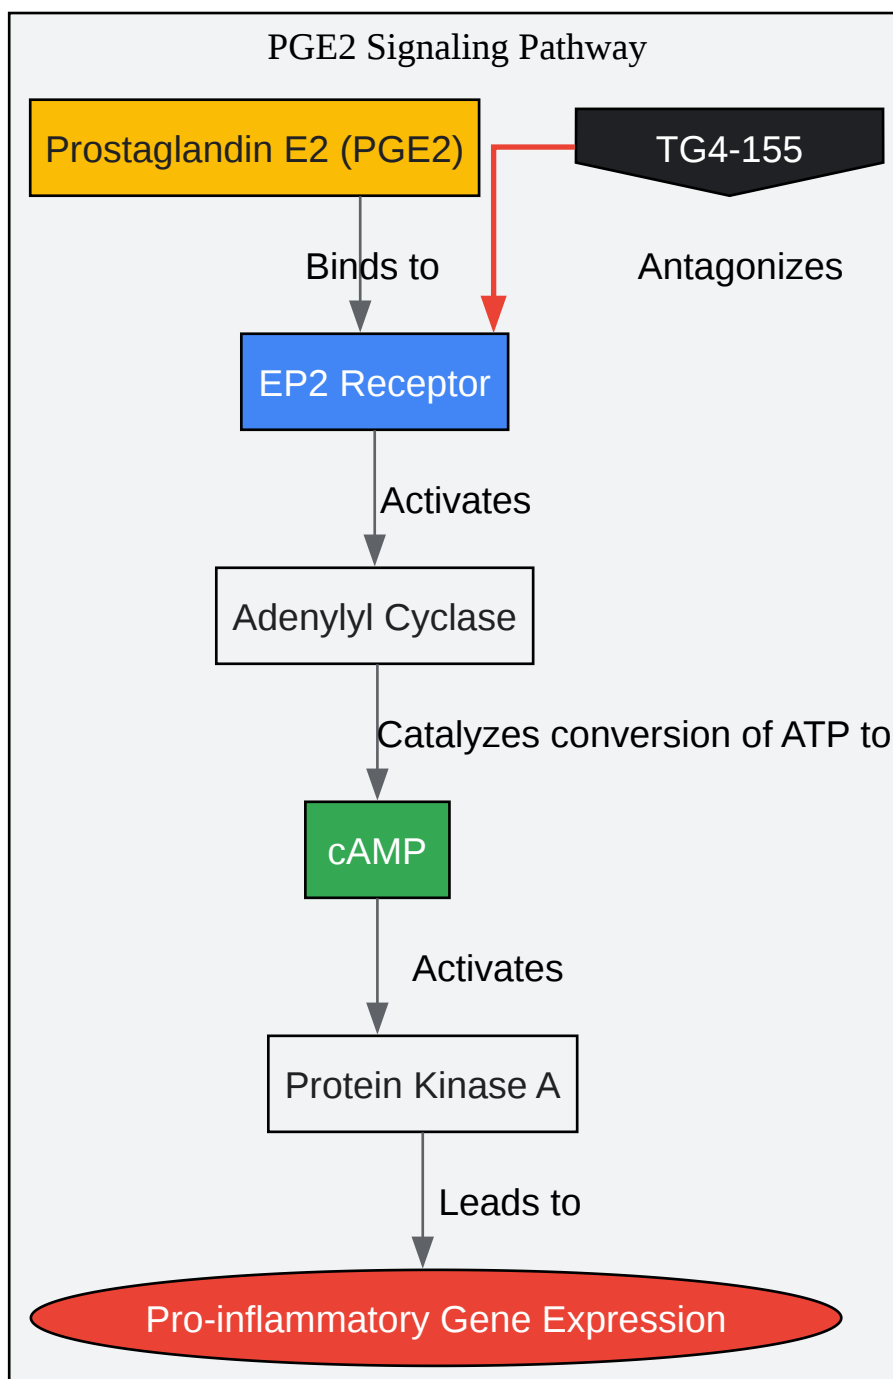 PGE2 Signaling Pathway
Prostaglandin E2 (PGE2)
TG4-155
Binds to
Antagonizes
EP2 Receptor
Activates
Adenylyl Cyclase
Catalyzes conversion of ATP to
cAMP
Activates
Protein Kinase A
Leads to
Pro-inflammatory Gene Expression